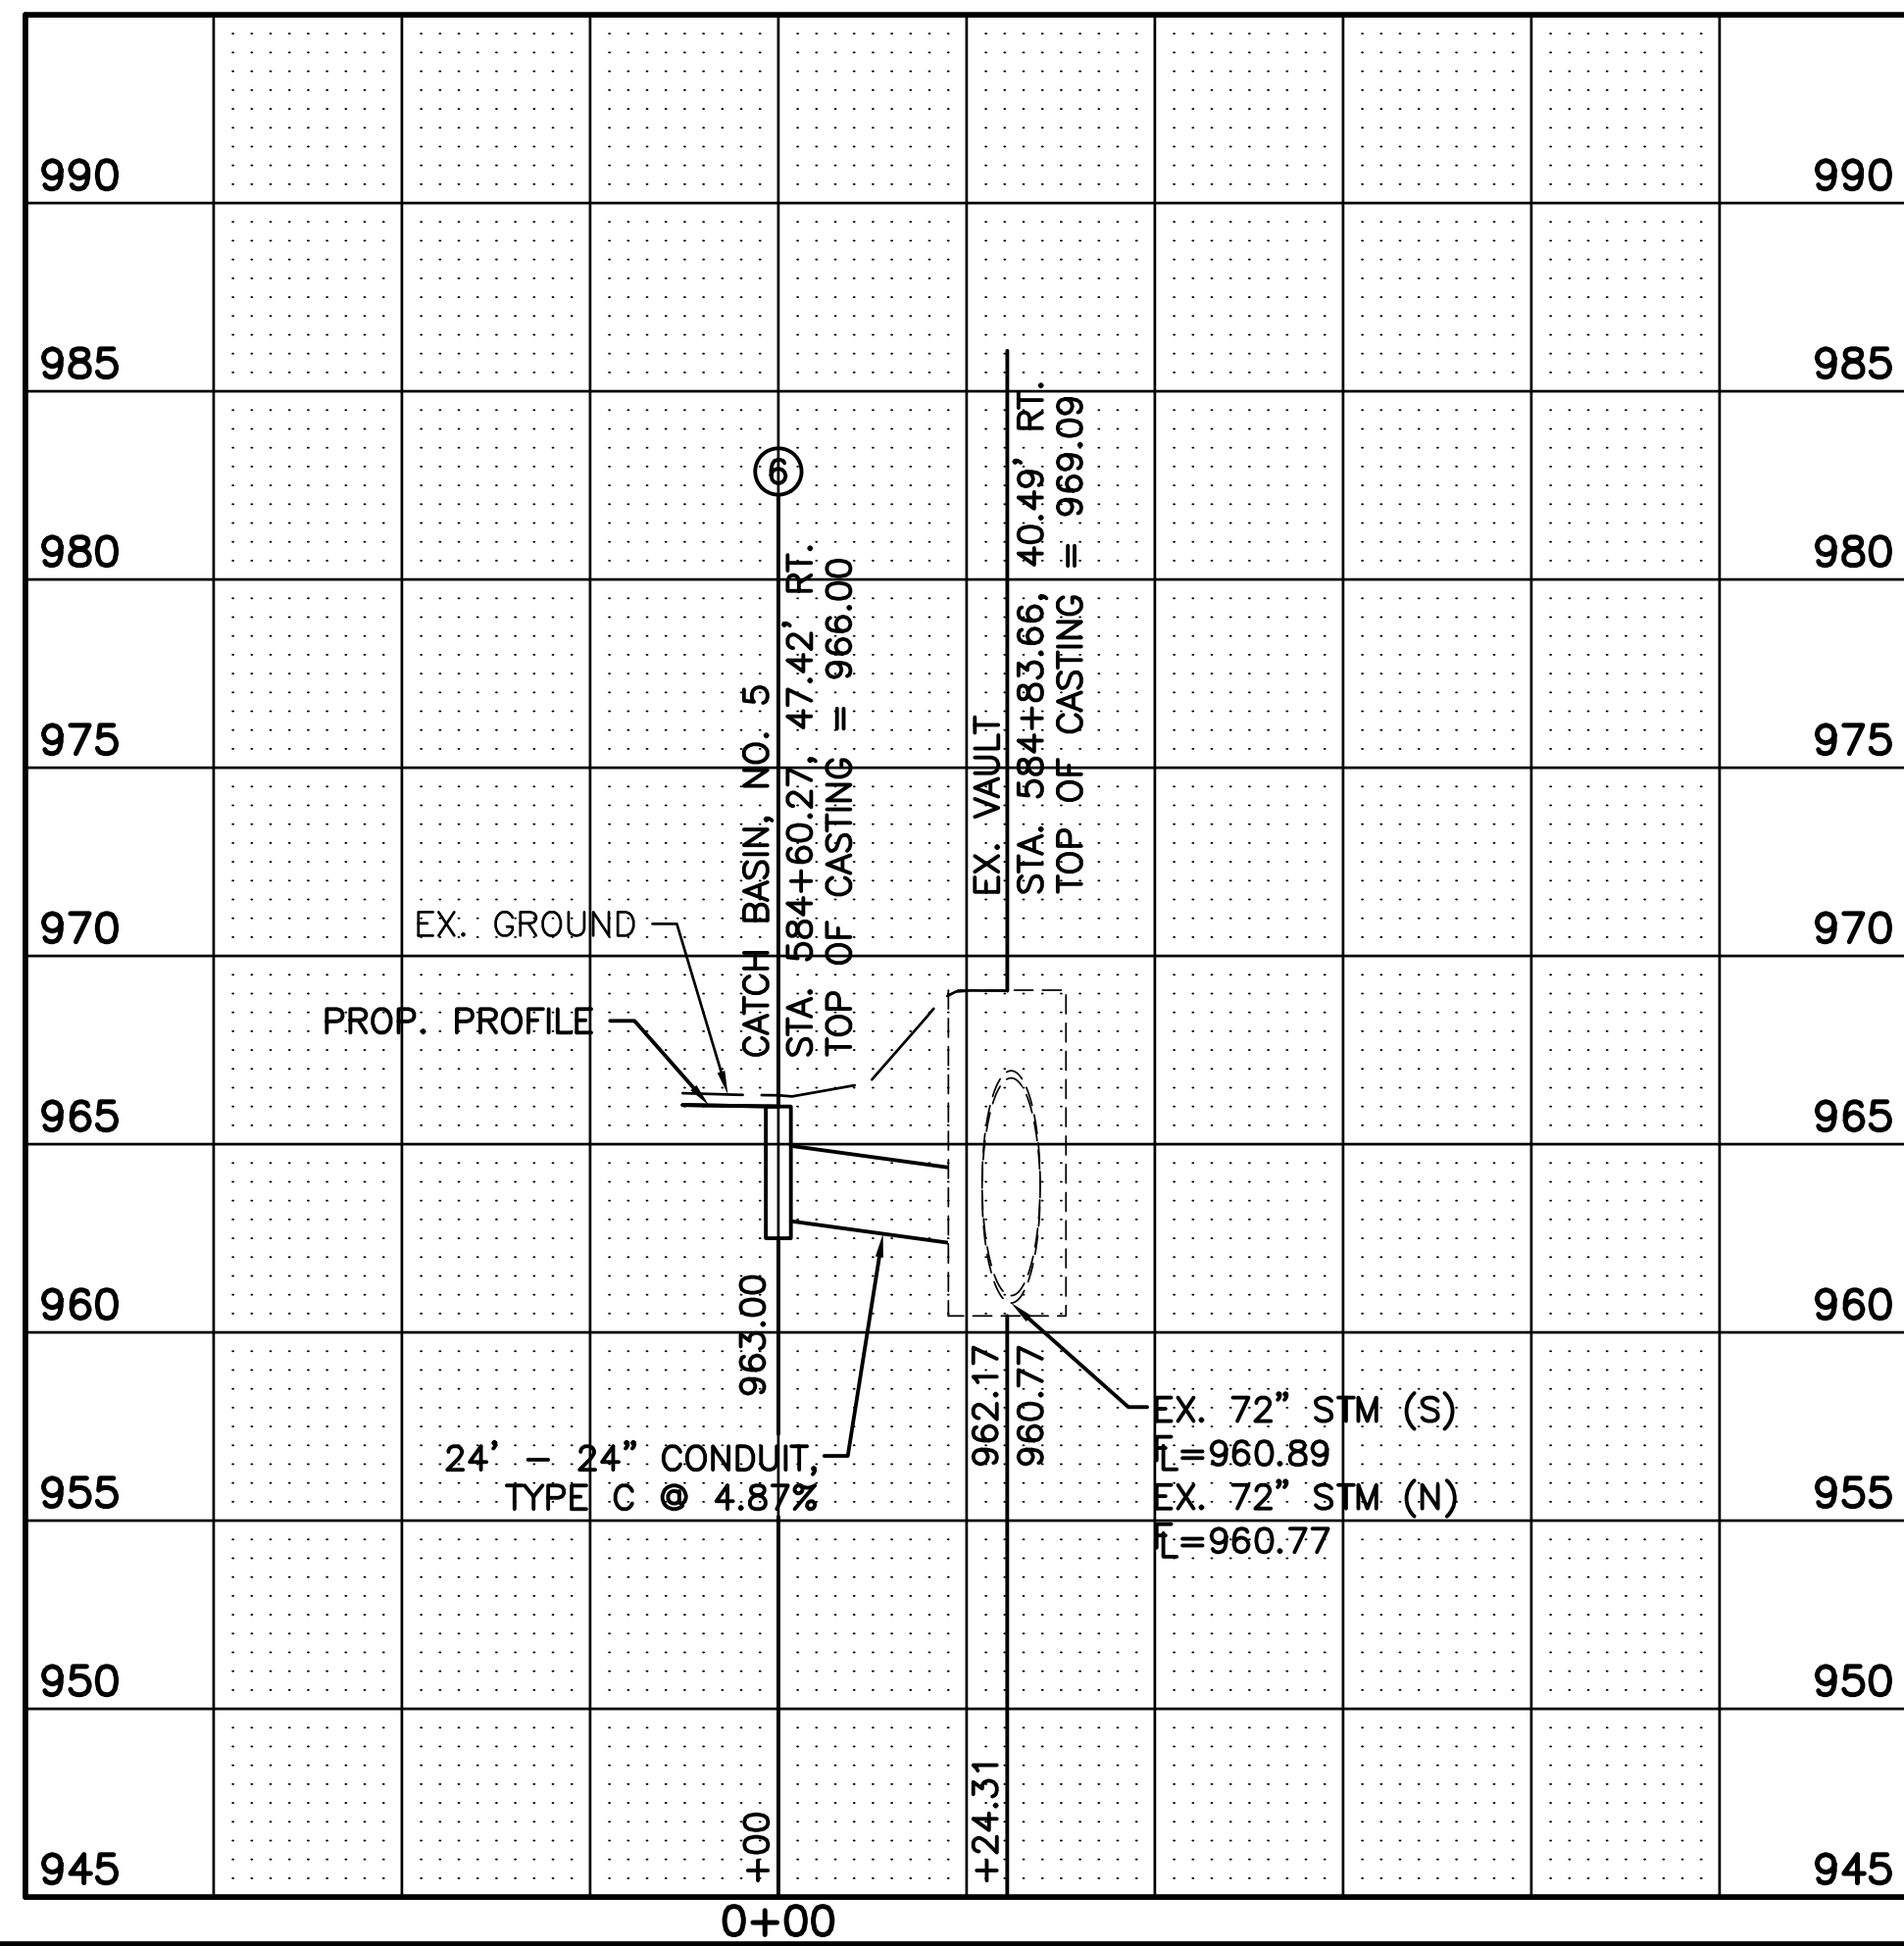 990
990
985
985
6
980
980
CATCH BASIN, NO. 5
STA. 584+60.27, 47.42' RT.
TOP OF CASTING = 966.00
EX. VAULT
STA. 584+83.66, 40.49' RT.
TOP OF CASTING = 969.09
975
975
970
970
EX. GROUND
PROP. PROFILE
965
965
960
960
963.00
962.17
960.77
EX. 72" STM (S)
FL=960.89
EX. 72" STM (N)
FL=960.77
24' - 24" CONDUIT,
TYPE C @ 4.87%
955
955
950
950
+00
+24.31
945
945
0+00